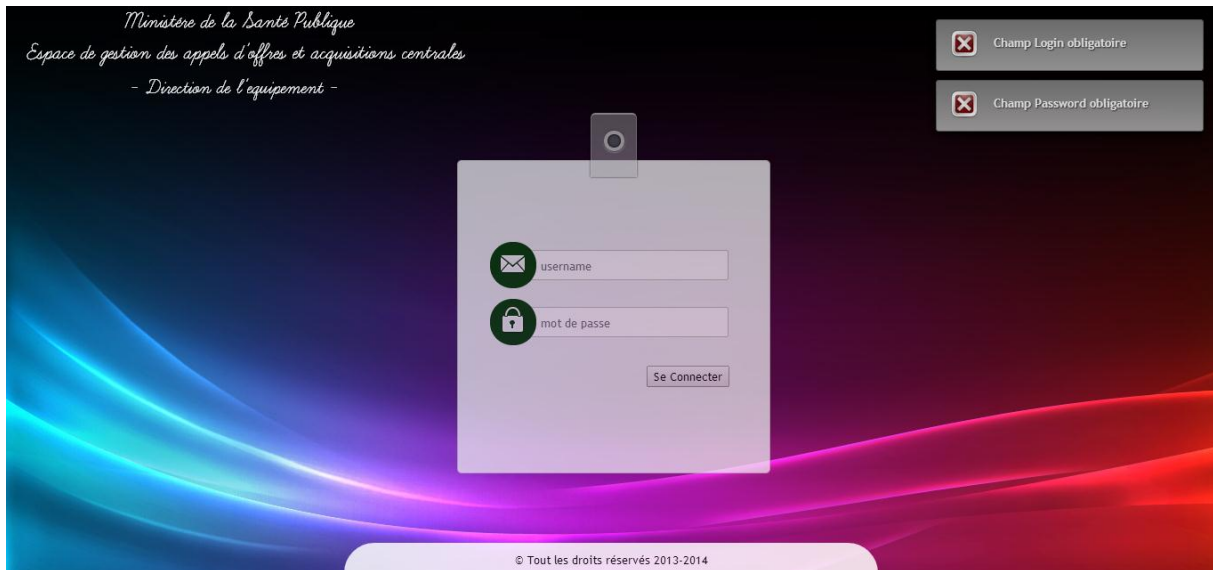 Ministère de la Santé Publique
Espace de gestion des appels d'offres et acquisitions centrales
- Direction de l'equipement -
Champ Login obligatoire
Champ Password obligatoire
username
mot de passe
Se Connecter
© Tout les droits réservés 2013-2014